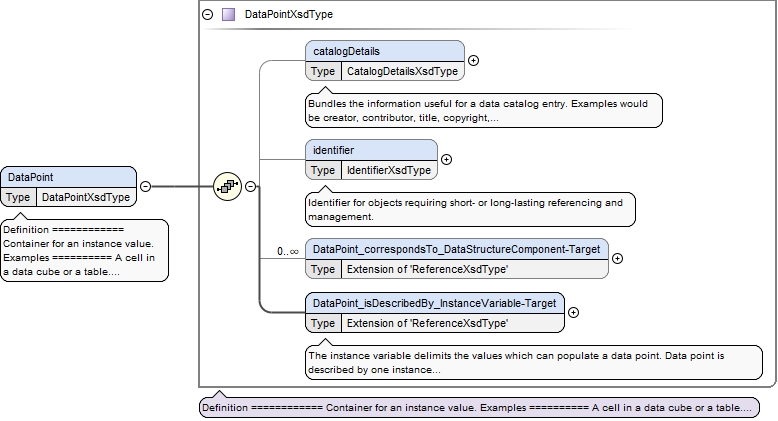 DataPointXsdType
catalogDetails
Type CatalogDetailsXsdType
Bundles the information useful for a data catalog entry. Examples would
be creator, contributor, title, copyright,...
identifier
Type IdentifierXsdType
DataPoint
Type DataPointXsdType
Identifier for objects requiring short- or long-lasting referencing and
management.
Definition ============
Container for an instance value.
Examples ========== A cell in
a data cube or a table....
0..∞
DataPoint_correspondsTo_DataStructureComponent-Target
Type Extension of 'ReferenceXsdType'
DataPoint_isDescribedBy_InstanceVariable-Target
Type Extension of 'ReferenceXsdType'
The instance variable delimits the values which can populate a data point. Data point is
described by one instance...
Definition ============ Container for an instance value. Examples ========== A cell in a data cube or a table....